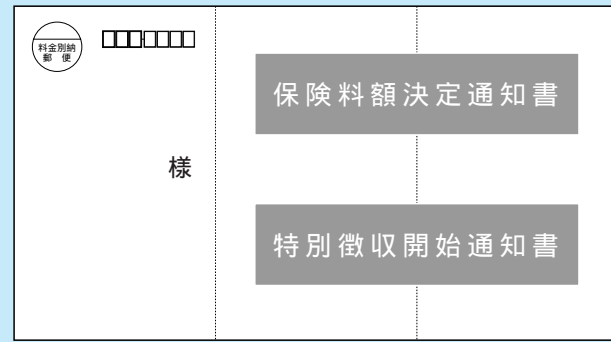 料金別納
郵 便
様
保険料額決定通知書
特別徴収開始通知書